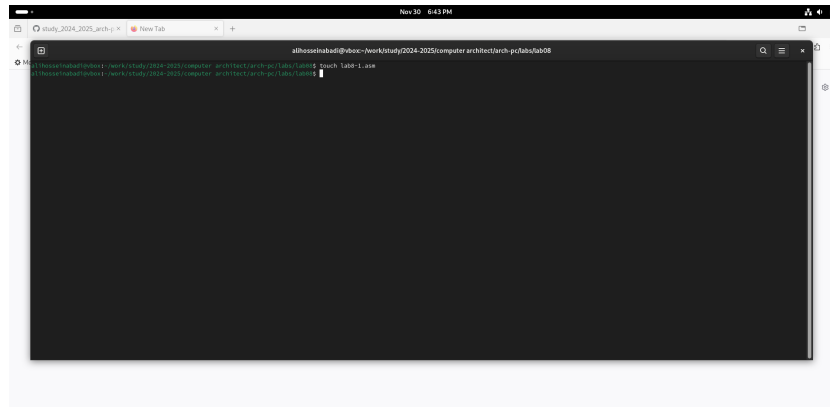 Nov 30 6:43 PM
study_2024_2025_arch-p
New Tab
alihosseinabadi@vbox:~/work/study/2024-2025/computer architect/arch-pc/labs/lab08
alihosseinabadi@vbox:~/work/study/2024-2025/computer architect/arch-pc/labs/lab08$ touch lab8-1.asm
alihosseinabadi@vbox:~/work/study/2024-2025/computer architect/arch-pc/labs/lab08$